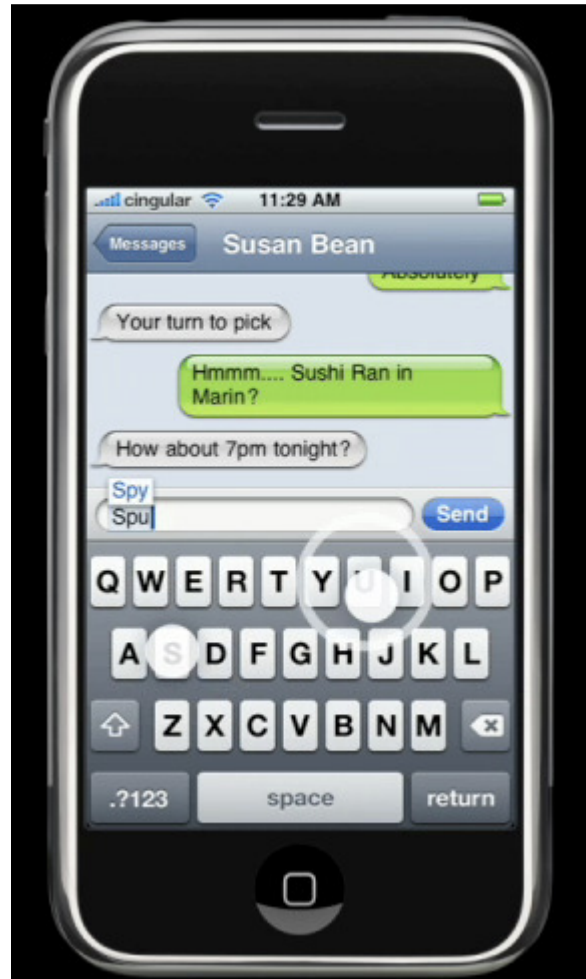 cingular 11:29 AM
Messages Susan Bean
Absolutely
Your turn to pick
Hmmm.... Sushi Ran in
Marin?
How about 7pm tonight?
Spy
Spu
Send
Q W E R T Y U I O P
A S D F G H J K L
Z X C V B N M
.?123 space return